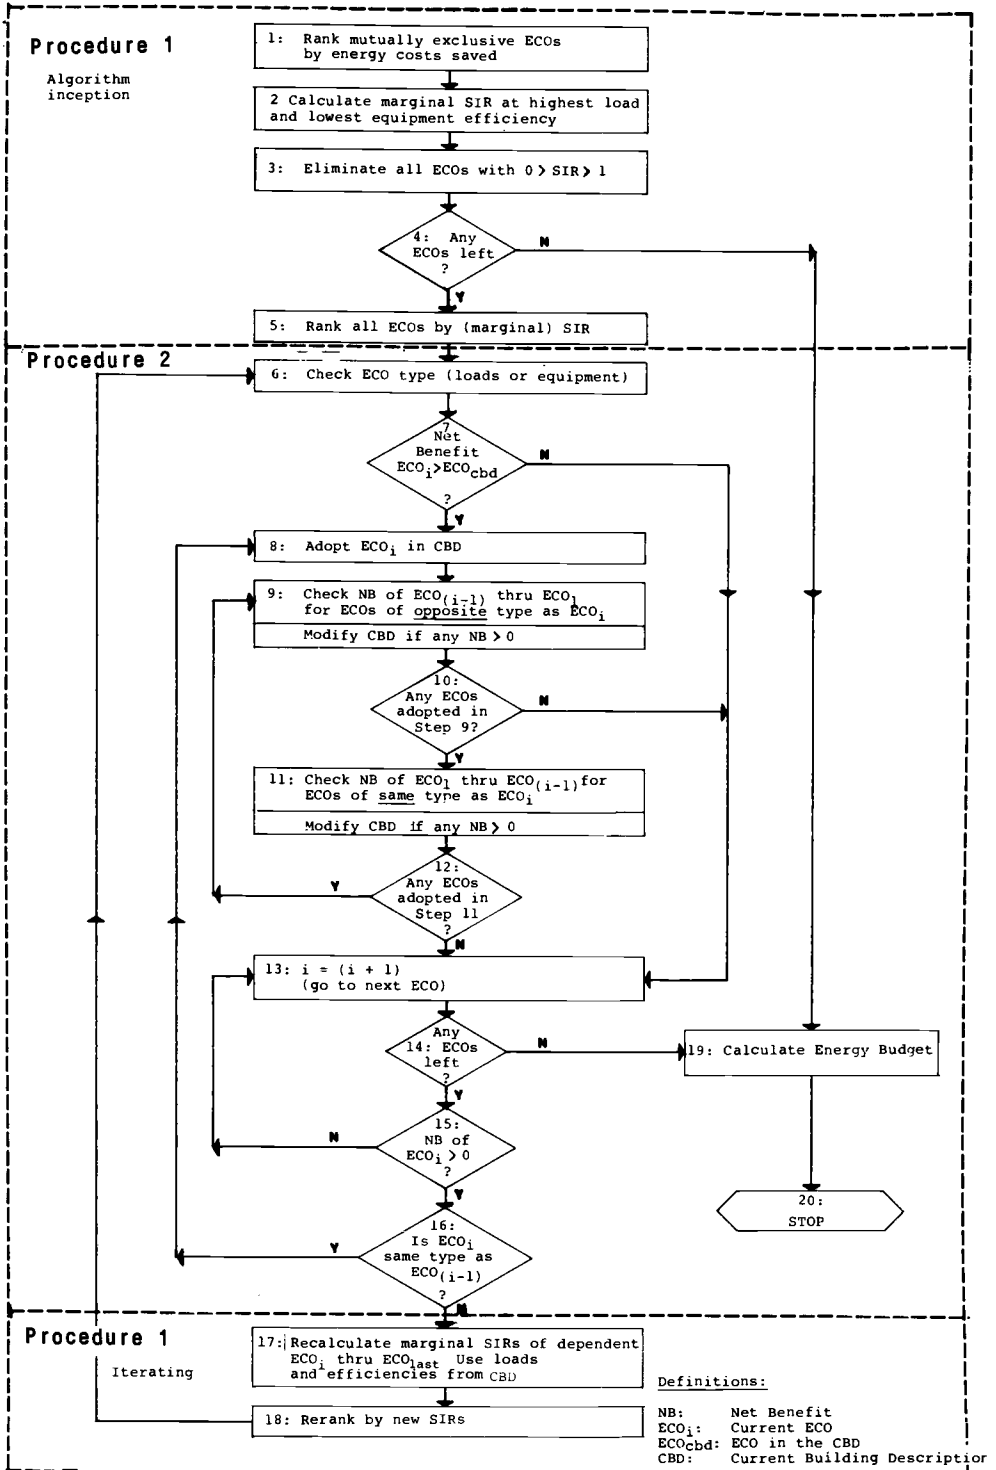 Procedure 1
Algorithm
inception
1: Rank mutually exclusive ECOs
by energy costs saved
2 Calculate marginal SIR at highest load
and lowest equipment efficiency
3: Eliminate all ECOs with 0 > SIR > 1
4: Any
ECOs left
?
N
Y
5: Rank all ECOs by (marginal) SIR
Procedure 2
6: Check ECO type (loads or equipment)
7
Net
Benefit
ECOi>ECOcbd
?
N
Y
8: Adopt ECOi in CBD
9: Check NB of ECO(i-1) thru ECO1
for ECOs of opposite type as ECOi
Modify CBD if any NB > 0
10:
Any ECOs
adopted in
Step 9?
N
Y
11: Check NB of ECO1 thru ECO(i-1) for
ECOs of same type as ECOi
Modify CBD if any NB > 0
12:
Any ECOs
adopted in
Step 11
?
Y
N
13: i = (i + 1)
(go to next ECO)
Any
14: ECOs
left
?
N
Y
19: Calculate Energy Budget
15:
NB of
ECOi > 0
?
N
Y
20:
STOP
16:
Is ECOi
same type as
ECO(i-1)
?
Y
N
Procedure 1
Iterating
17: Recalculate marginal SIRs of dependent
ECOi thru ECOlast Use loads
and efficiencies from CBD
18: Rerank by new SIRs
Definitions:
NB: Net Benefit
ECOi: Current ECO
ECOcbd: ECO in the CBD
CBD: Current Building Description